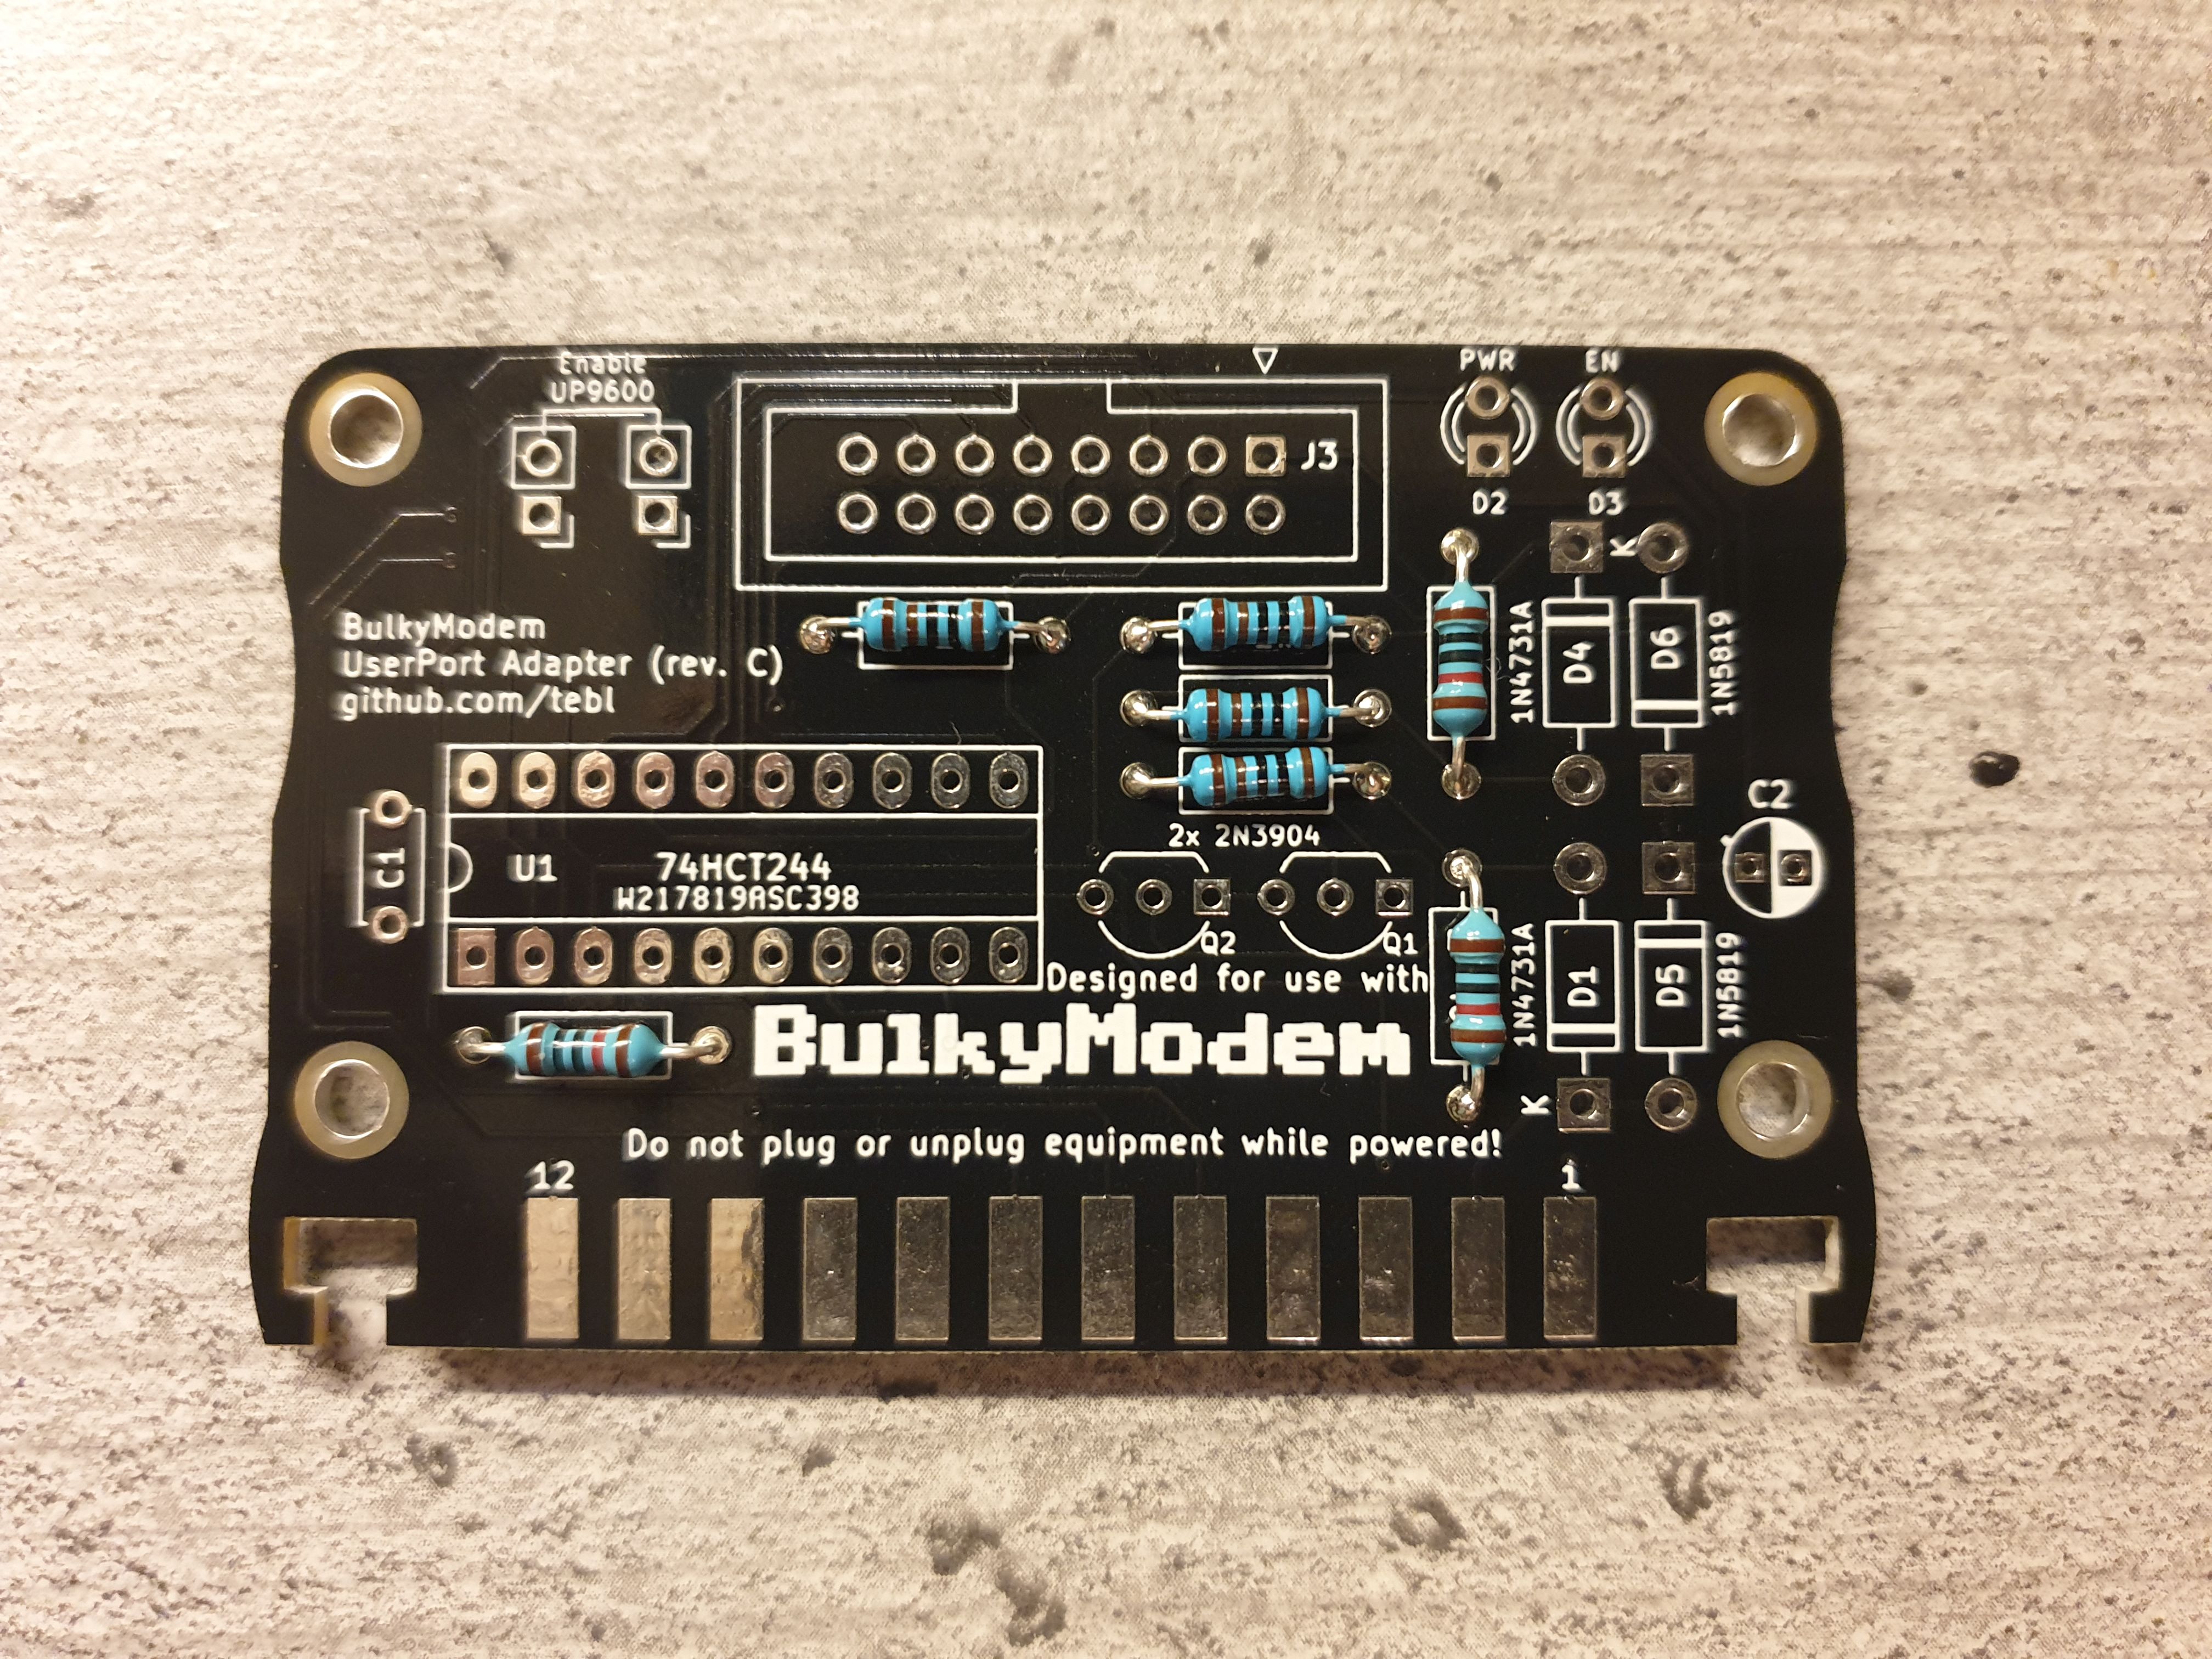 Enable
UP9600
PWR
EN
J3
D2
D3
K
BulkyModem
UserPort Adapter (rev. C)
github.com/tebl
1N4731A
D4
D6
1N5819
C2
2x 2N3904
C1
U1
74HCT244
W217819ASC398
Q2
Q1
Designed for use with
BulkyModem
1N4731A
D1
D5
1N5819
K
Do not plug or unplug equipment while powered!
12
1